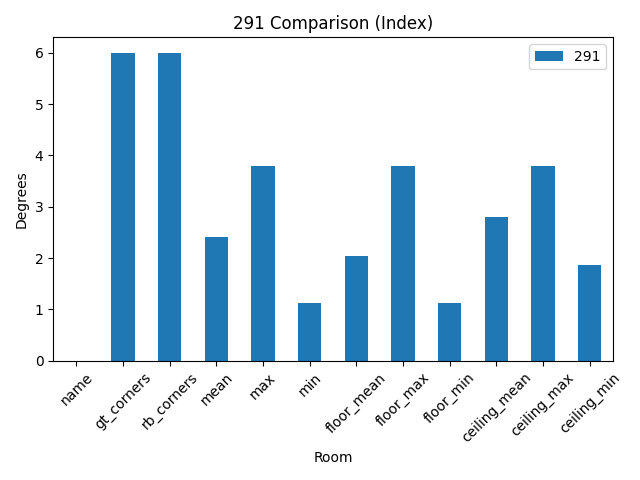 291 Comparison (Index)
291
Degrees
6
5
4
3
2
1
0
name
gt_corners
rb_corners
mean
max
min
floor_mean
floor_max
floor_min
ceiling_mean
ceiling_max
ceiling_min
Room